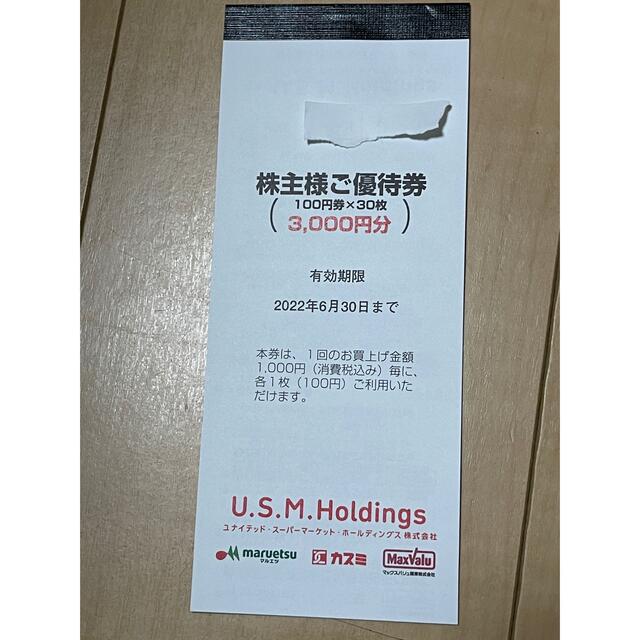 株主様ご優待券
(100円券×30枚
3,000円分)
有効期限
2022年6月30日まで
本券は、1回のお買上げ金額
1,000円（消費税込み）毎に、
各1枚（100円）ご利用いた
だけます。
U.S.M.Holdings
ユナイテッド・スーパーマーケット・ホールディングス株式会社
maruetsu
マルエツ
カスミ
MaxValu
マックスバリュ関東株式会社